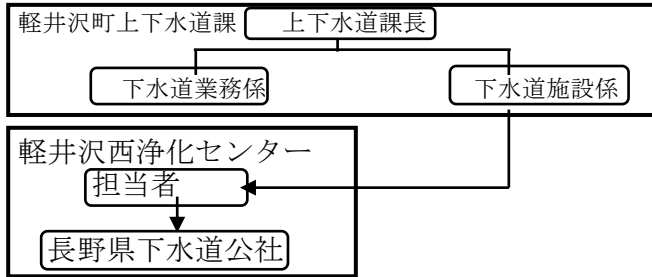 軽井沢町上下水道課 上下水道課長
下水道業務係 下水道施設係
軽井沢西浄化センター
担当者
長野県下水道公社